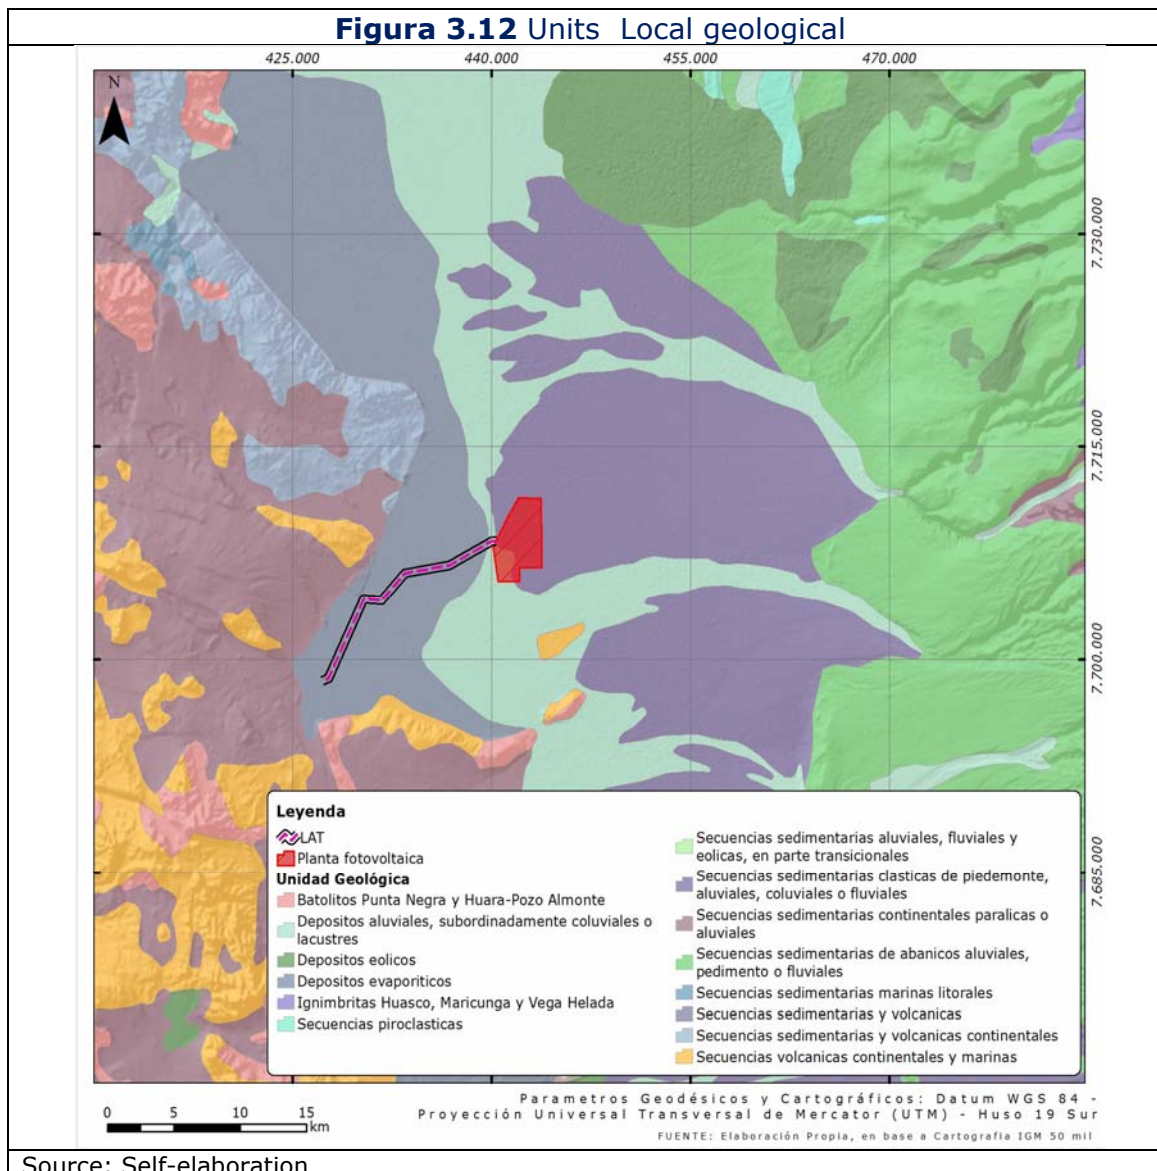 Figura 3.12 Units Local geological
425.000 440.000 455.000 470.000
N
7.730.000
7.715.000
7.700.000
7.685.000
Leyenda
LAT
Planta fotovoltaica
Unidad Geológica
Batolitos Punta Negra y Huara-Pozo Almonte
Depositos aluviales, subordinadamente coluviales o
lacustres
Depositos eolicos
Depositos evaporiticos
Ignimbritas Huasco, Maricunga y Vega Helada
Secuencias piroclasticas
Secuencias sedimentarias aluviales, fluviales y
eolicas, en parte transicionales
Secuencias sedimentarias clasticas de piedemonte,
aluviales, coluviales o fluviales
Secuencias sedimentarias continentales paralicas o
aluviales
Secuencias sedimentarias de abanicos aluviales,
pedimento o fluviales
Secuencias sedimentarias marinas litorales
Secuencias sedimentarias y volcanicas
Secuencias sedimentarias y volcanicas continentales
Secuencias volcanicas continentales y marinas
0 5 10 15
km
Parametros Geodésicos y Cartográficos: Datum WGS 84 -
Proyección Universal Transversal de Mercator (UTM) - Huso 19 Sur
FUENTE: Elaboración Propia, en base a Cartografia IGM 50 mil
Source: Self-elaboration